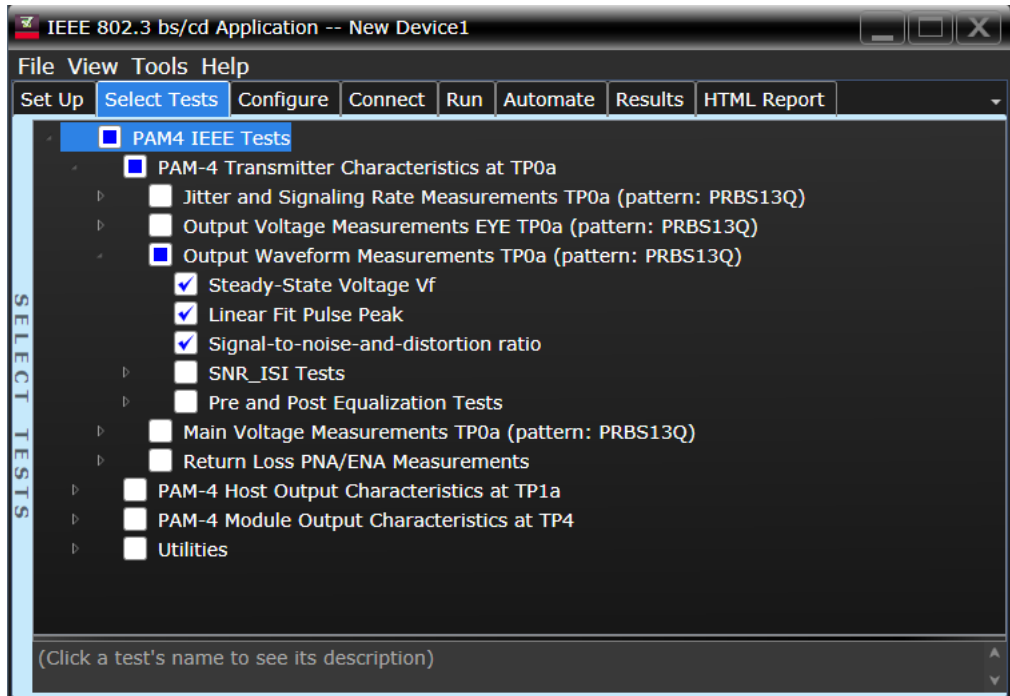 IEEE 802.3 bs/cd Application -- New Device1
File View Tools Help
Set Up Select Tests Configure Connect Run Automate Results HTML Report
PAM4 IEEE Tests
PAM-4 Transmitter Characteristics at TP0a
Jitter and Signaling Rate Measurements TP0a (pattern: PRBS13Q)
Output Voltage Measurements EYE TP0a (pattern: PRBS13Q)
Output Waveform Measurements TP0a (pattern: PRBS13Q)
Steady-State Voltage Vf
Linear Fit Pulse Peak
Signal-to-noise-and-distortion ratio
SNR_ISI Tests
Pre and Post Equalization Tests
Main Voltage Measurements TP0a (pattern: PRBS13Q)
Return Loss PNA/ENA Measurements
PAM-4 Host Output Characteristics at TP1a
PAM-4 Module Output Characteristics at TP4
Utilities
SELECT TESTS
(Click a test's name to see its description)